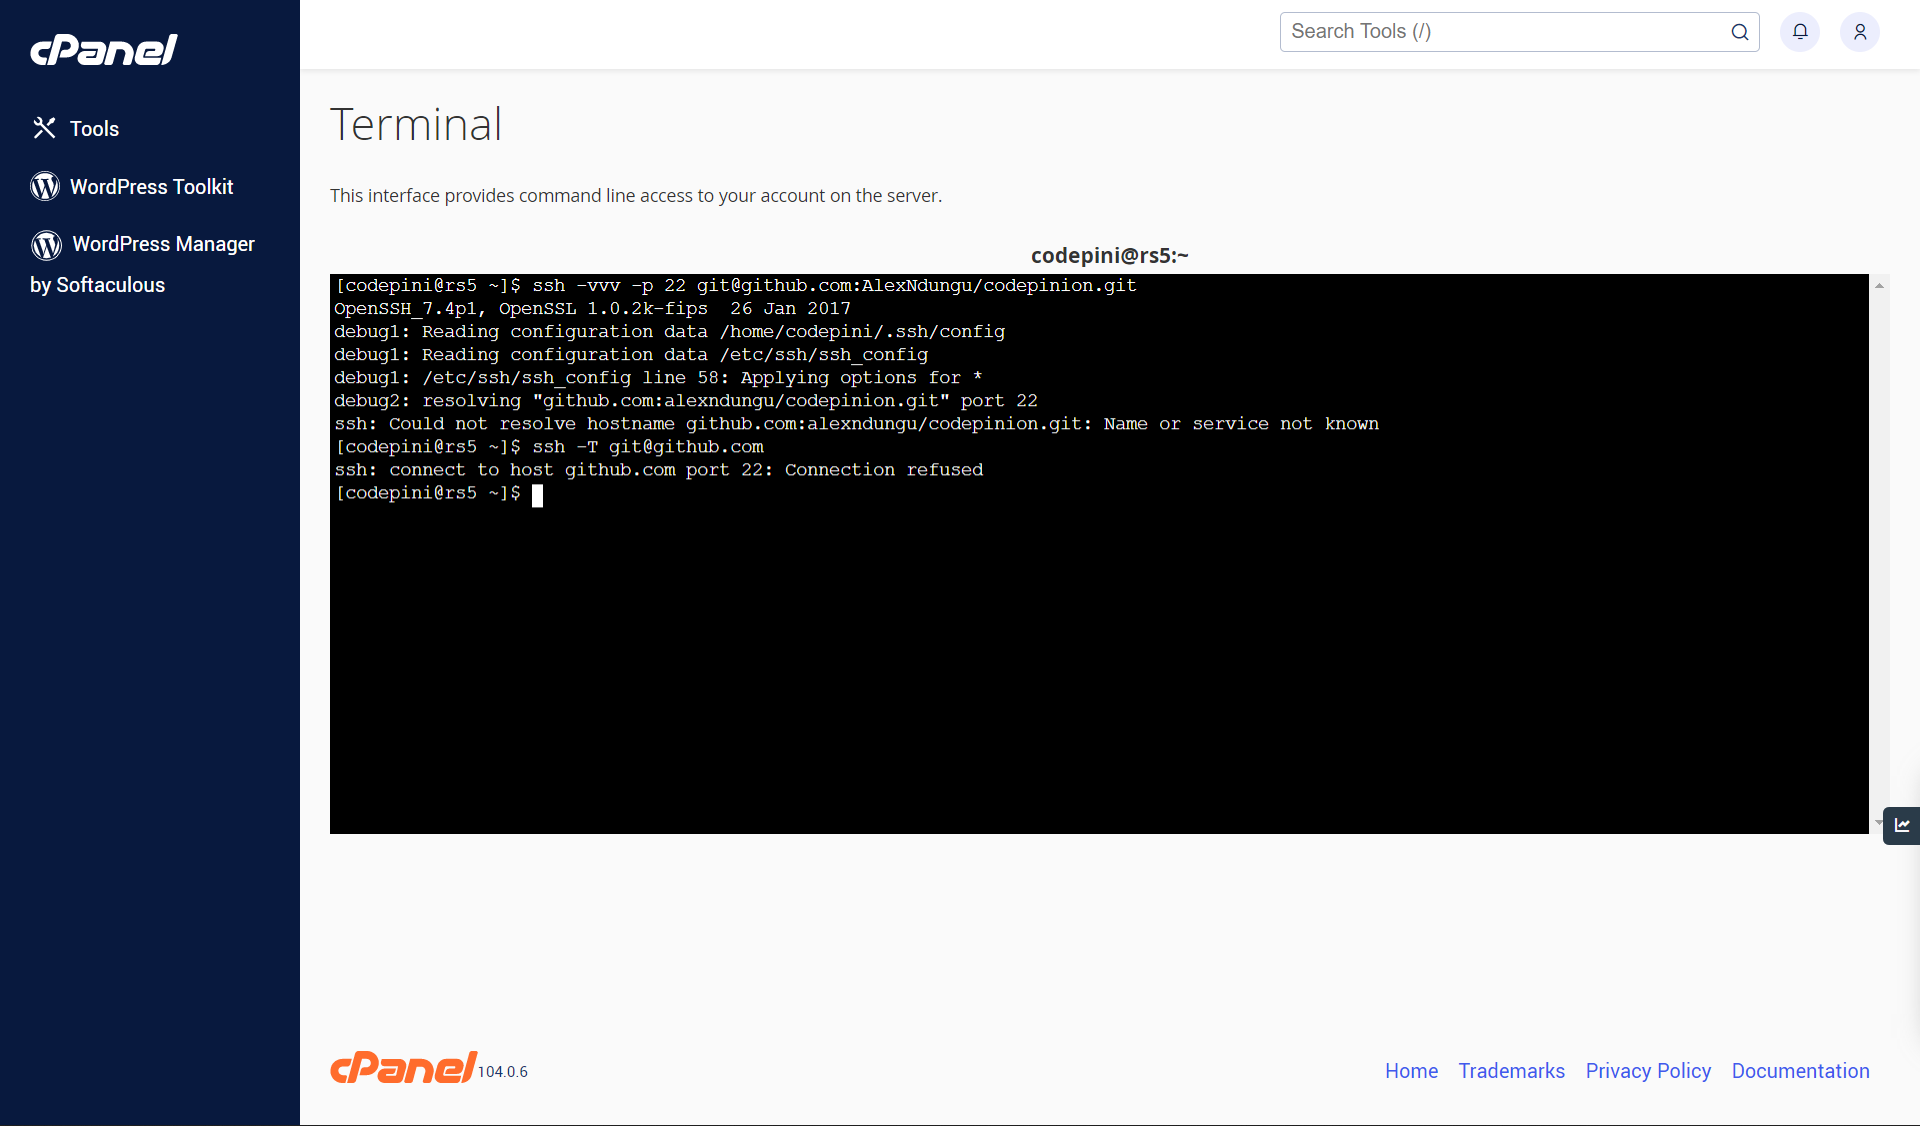 cPanel
Search Tools (/)
Tools
WordPress Toolkit
WordPress Manager
by Softaculous
Terminal
This interface provides command line access to your account on the server.
codepini@rs5:~
[codepini@rs5 ~]$ ssh -vvv -p 22 git@github.com:AlexNdungu/codepinion.git
OpenSSH_7.4p1, OpenSSL 1.0.2k-fips  26 Jan 2017
debug1: Reading configuration data /home/codepini/.ssh/config
debug1: Reading configuration data /etc/ssh/ssh_config
debug1: /etc/ssh/ssh_config line 58: Applying options for *
debug2: resolving "github.com:alexndungu/codepinion.git" port 22
ssh: Could not resolve hostname github.com:alexndungu/codepinion.git: Name or service not known
[codepini@rs5 ~]$ ssh -T git@github.com
ssh: connect to host github.com port 22: Connection refused
[codepini@rs5 ~]$
cPanel 104.0.6
Home Trademarks Privacy Policy Documentation